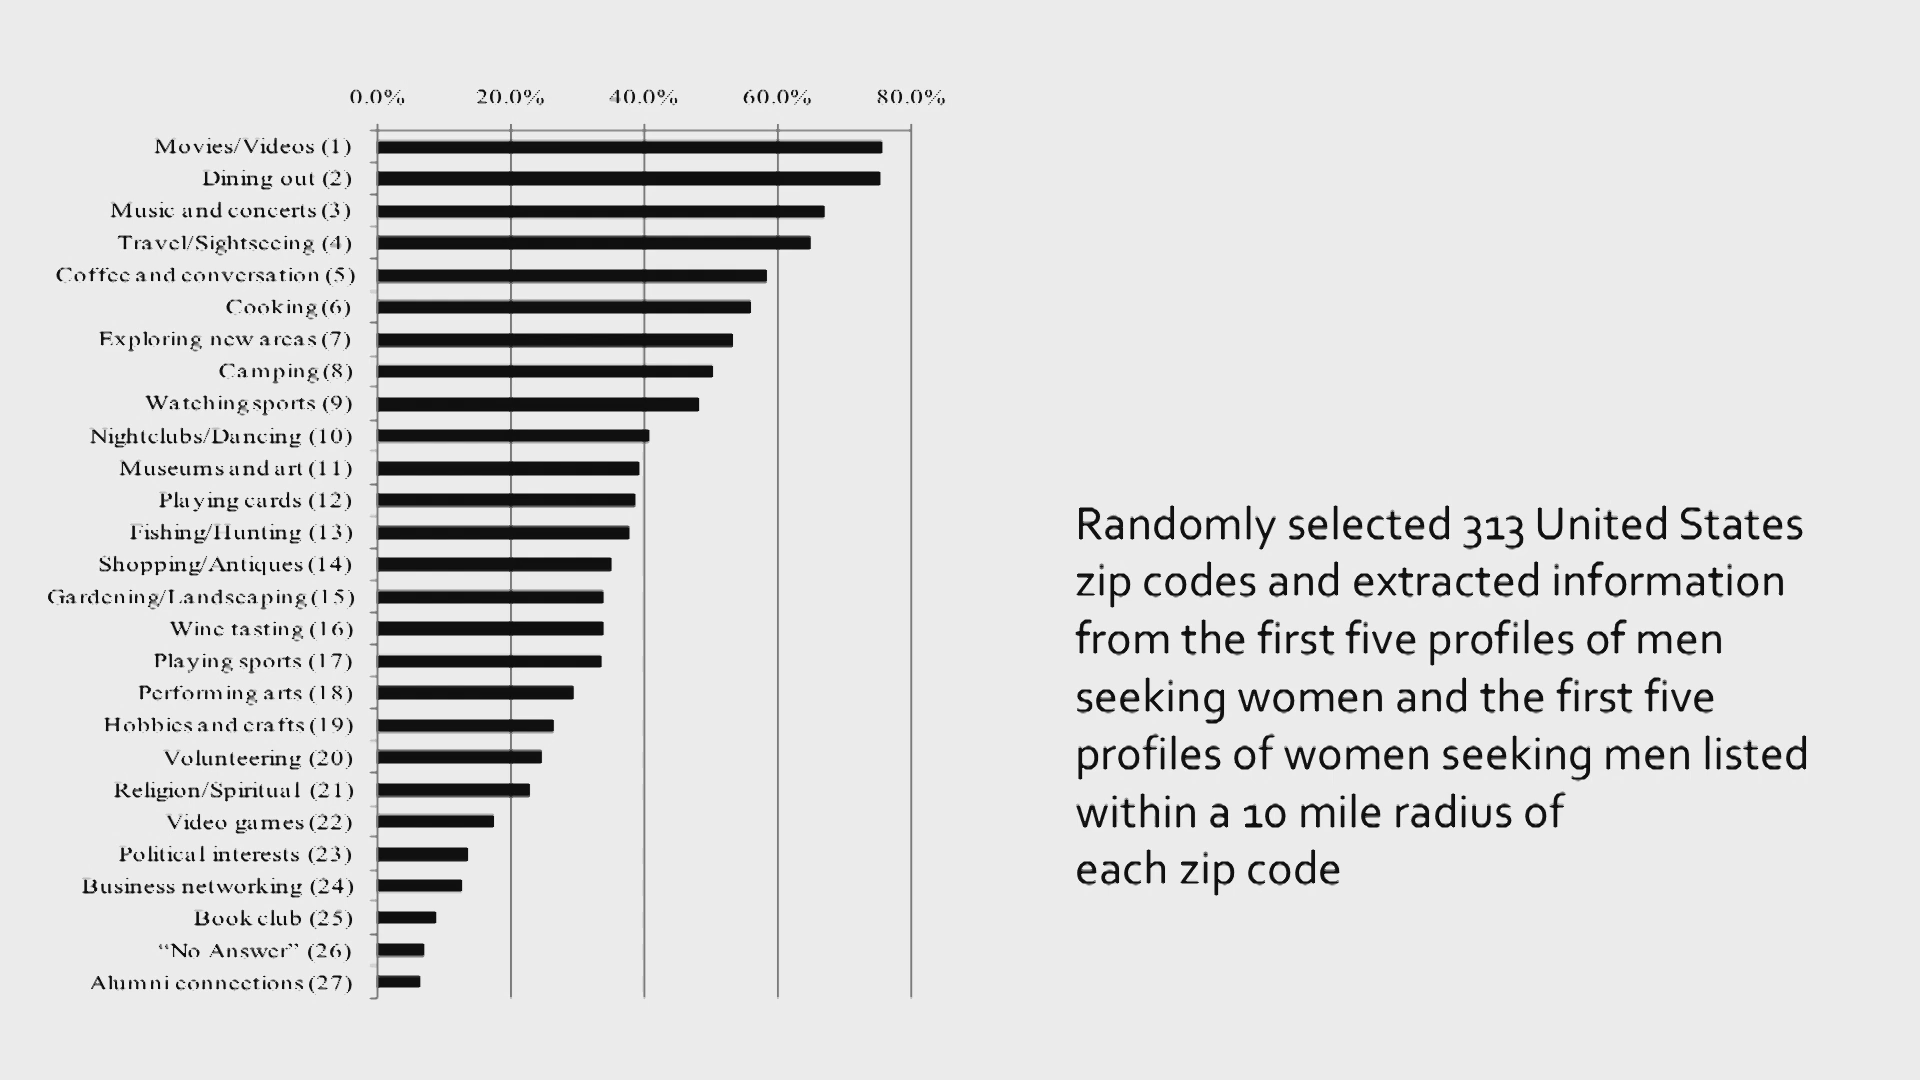 0.0% 20.0% 40.0% 60.0% 80.0%
Movies/Videos (1)
Dining out (2)
Music and concerts (3)
Travel/Sightseeing (4)
Coffee and conversation (5)
Cooking (6)
Exploring new areas (7)
Camping (8)
Watching sports (9)
Nightclubs/Dancing (10)
Museums and art (11)
Playing cards (12)
Fishing/Hunting (13)
Shopping/Antiques (14)
Gardening/Landscaping (15)
Wine tasting (16)
Playing sports (17)
Performing arts (18)
Hobbies and crafts (19)
Volunteering (20)
Religion/Spiritual (21)
Video games (22)
Political interests (23)
Business networking (24)
Book club (25)
“No Answer” (26)
Alumni connections (27)
Randomly selected 313 United States
zip codes and extracted information
from the first five profiles of men
seeking women and the first five
profiles of women seeking men listed
within a 10 mile radius of
each zip code